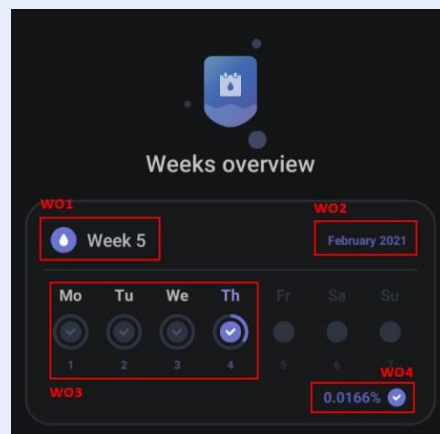 Weeks overview
WO1
WO2
Week 5
February 2021
Mo Tu We Th Fr Sa Su
1 2 3 4 5 6 7
WO3
WO4
0.0166%